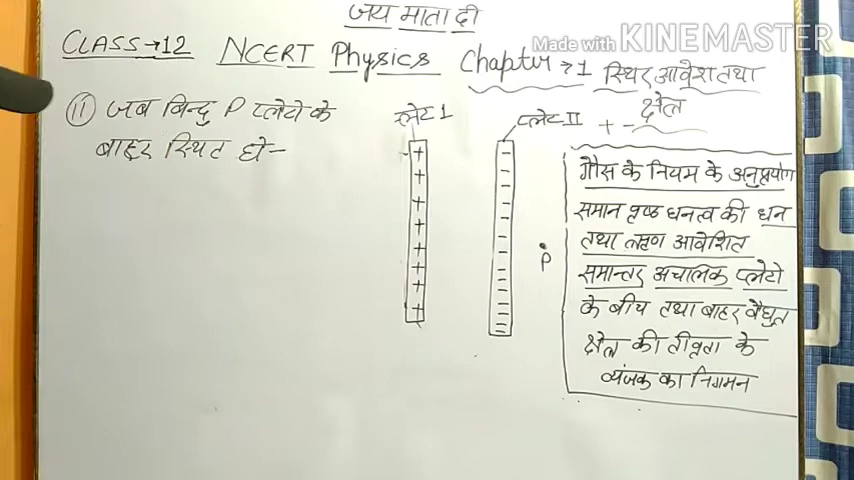 जय माता दी
Made with KINEMASTER
CLASS→12 NCERT Physics Chapter→1 स्थिर आवेश तथा
क्षेत्र
+ -
(ii) जब बिन्दु P प्लेटो के
बाहर स्थित हो-
प्लेट I
प्लेट II
+
+
+
+
+
+
+
+
P
गौस के नियम के अनुप्रयोग
समान पृष्ठ घनत्व की धन
तथा ऋण आवेशित
समान्तर अचालक प्लेटो
के बीच तथा बाहर वैद्युत
क्षेत्र की तीव्रता के
व्यंजक का निगमन